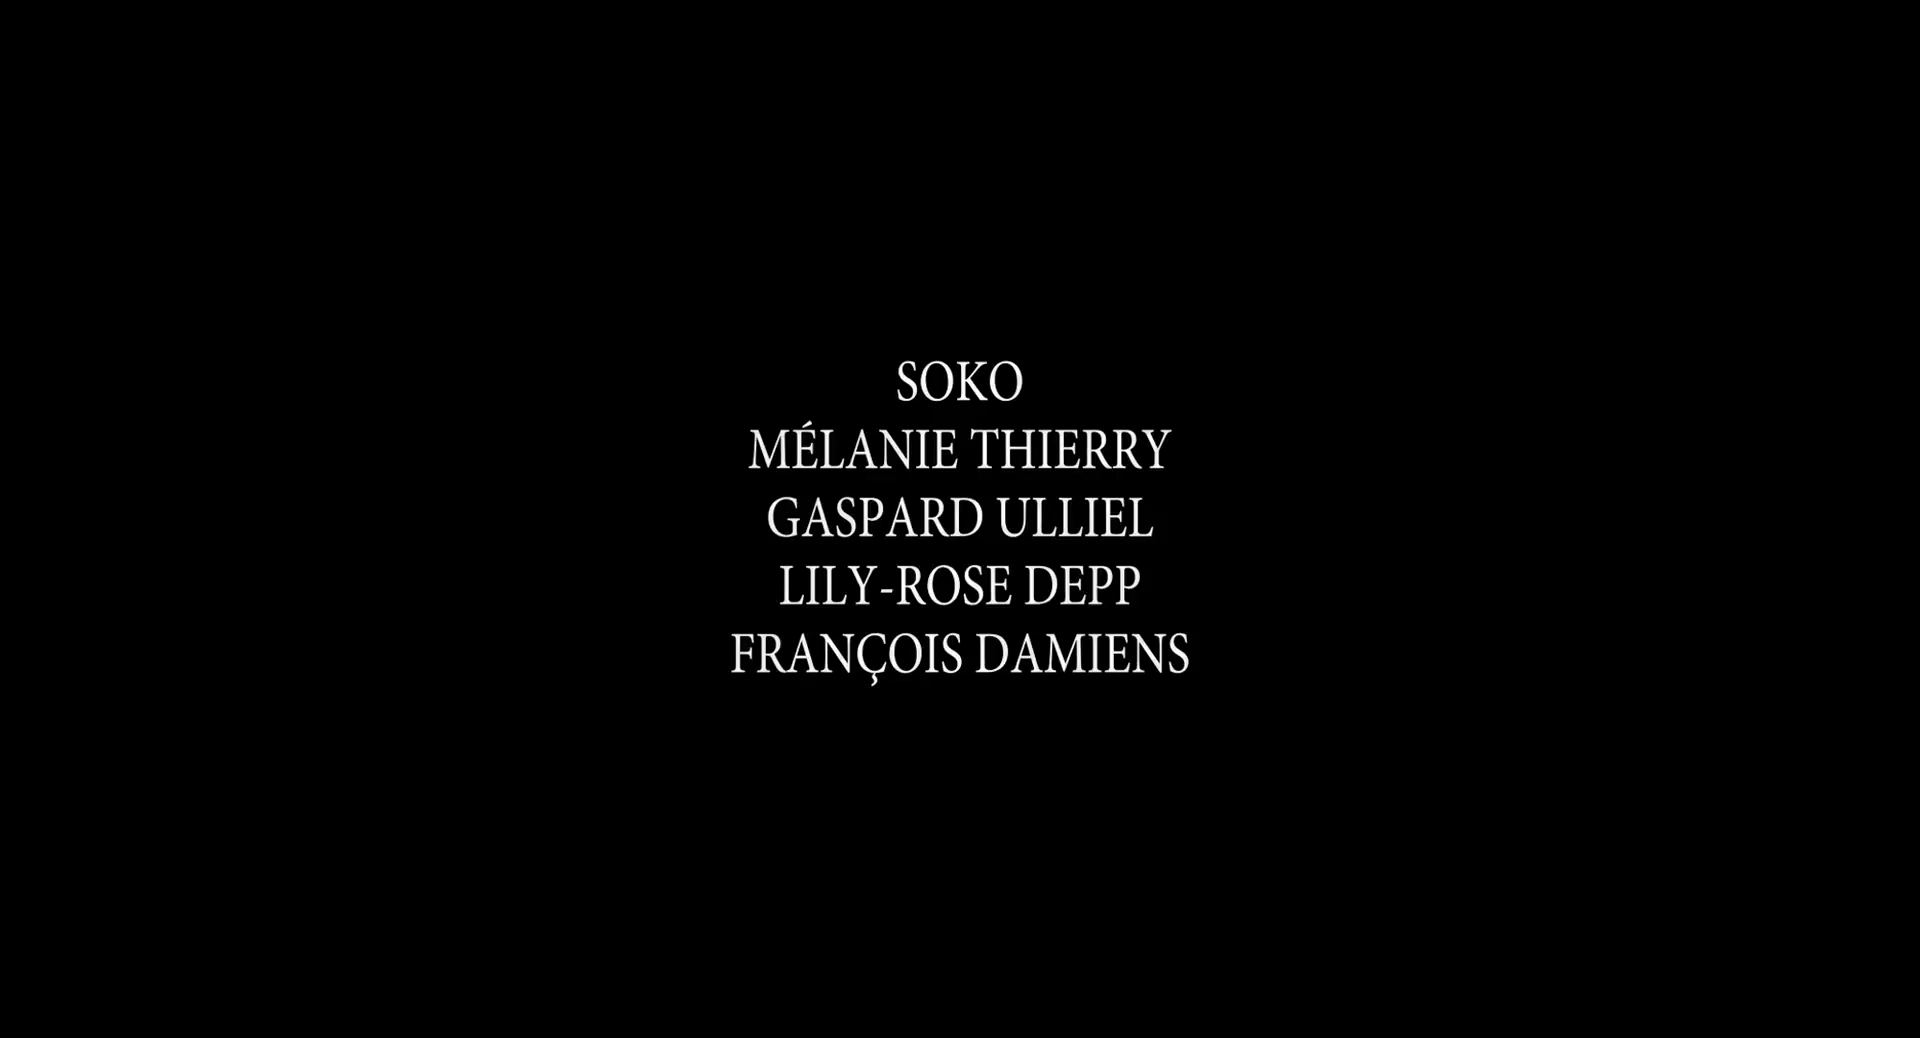 SOKO
MÉLANIE THIERRY
GASPARD ULLIEL
LILY-ROSE DEPP
FRANÇOIS DAMIENS